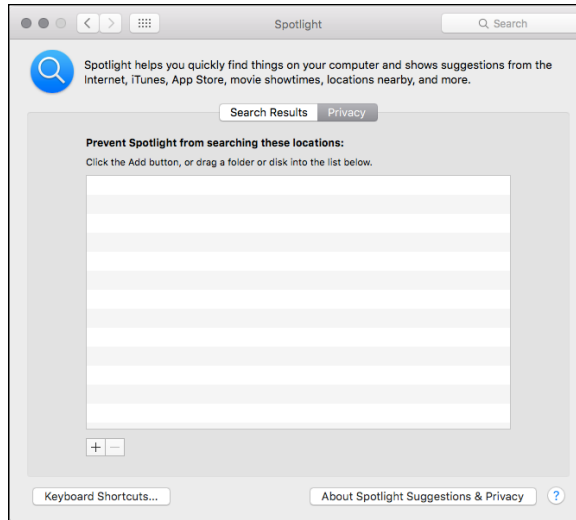 Spotlight
Search
Spotlight helps you quickly find things on your computer and shows suggestions from the
Internet, iTunes, App Store, movie showtimes, locations nearby, and more.
Search Results Privacy
Prevent Spotlight from searching these locations:
Click the Add button, or drag a folder or disk into the list below.
+ −
Keyboard Shortcuts... About Spotlight Suggestions & Privacy ?